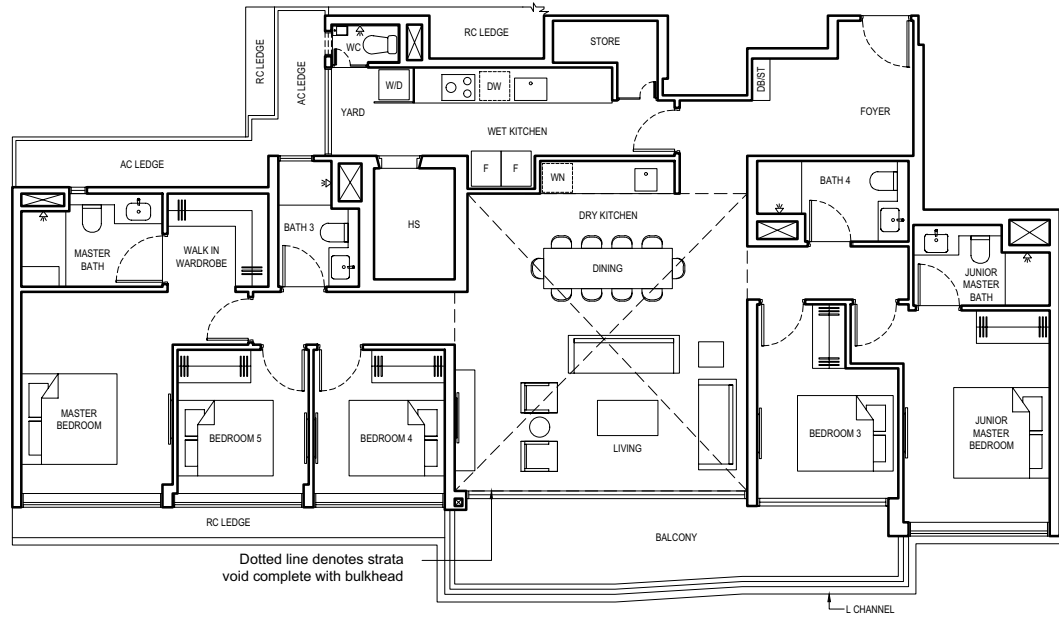 RC LEDGE
STORE
WC
RC LEDGE
AC LEDGE
W/D
DW
DB/ST
YARD
FOYER
WET KITCHEN
AC LEDGE
F
F
WN
BATH 4
DRY KITCHEN
BATH 3
HS
MASTER
BATH
WALK IN
WARDROBE
DINING
JUNIOR
MASTER
BATH
MASTER
BEDROOM
BEDROOM 5
BEDROOM 4
LIVING
BEDROOM 3
JUNIOR
MASTER
BEDROOM
RC LEDGE
BALCONY
Dotted line denotes strata
void complete with bulkhead
L CHANNEL